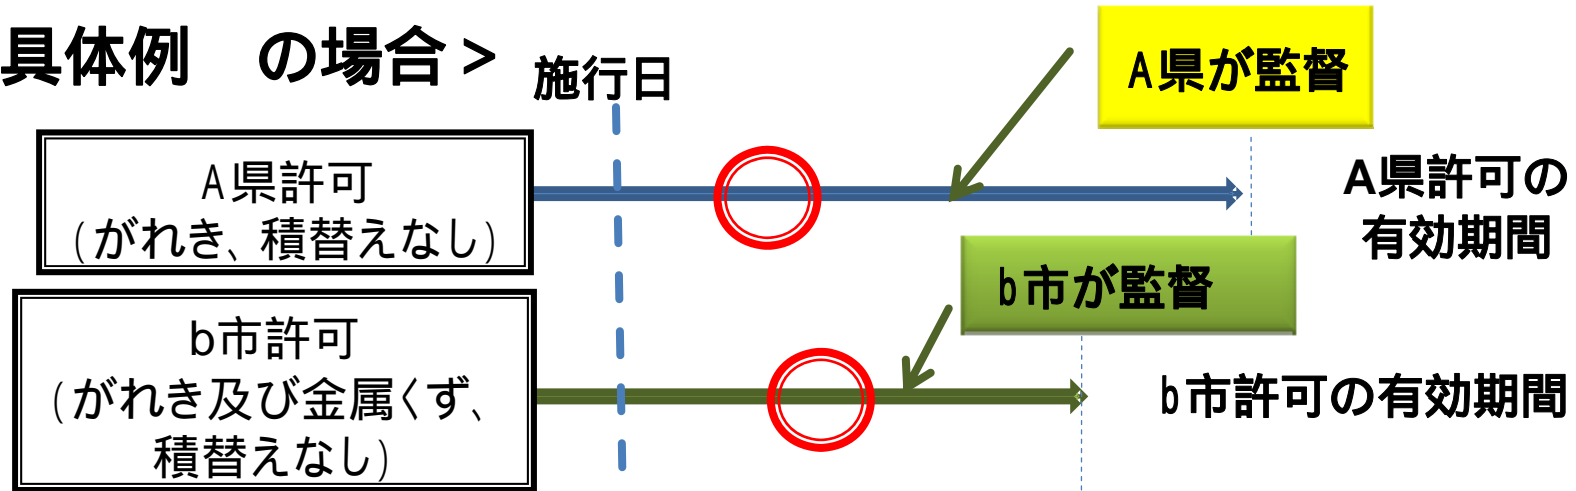 具体例　の場合＞
施行日
A県が監督
A県許可
(がれき、積替えなし)
A県許可の
有効期間
b市が監督
b市許可
(がれき及び金属くず、
積替えなし)
b市許可の有効期間